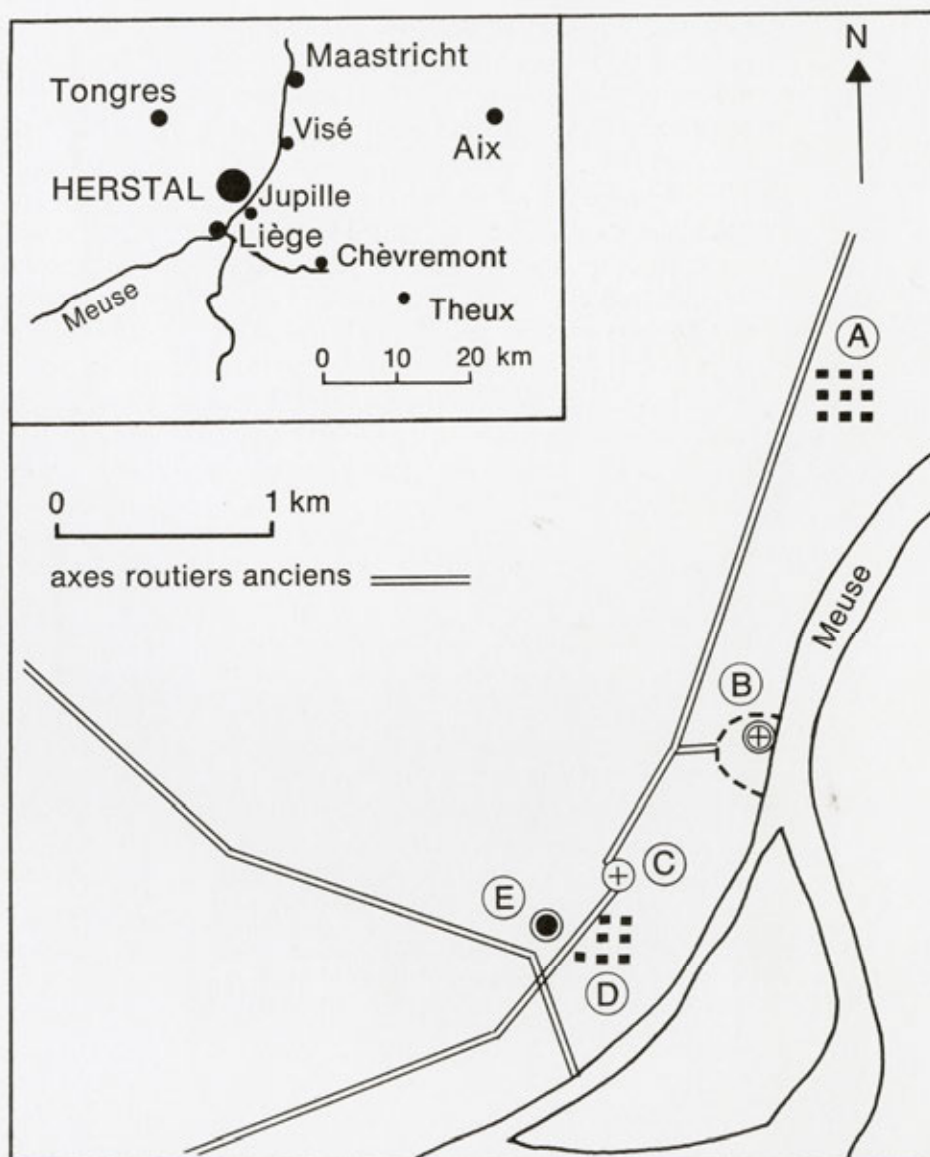 Maastricht
Tongres
Visé
Aix
HERSTAL
Jupille
Liège
Chèvremont
Meuse
Theux
0 10 20 km
N
A
0 1 km
axes routiers anciens
Meuse
B
C
E
D